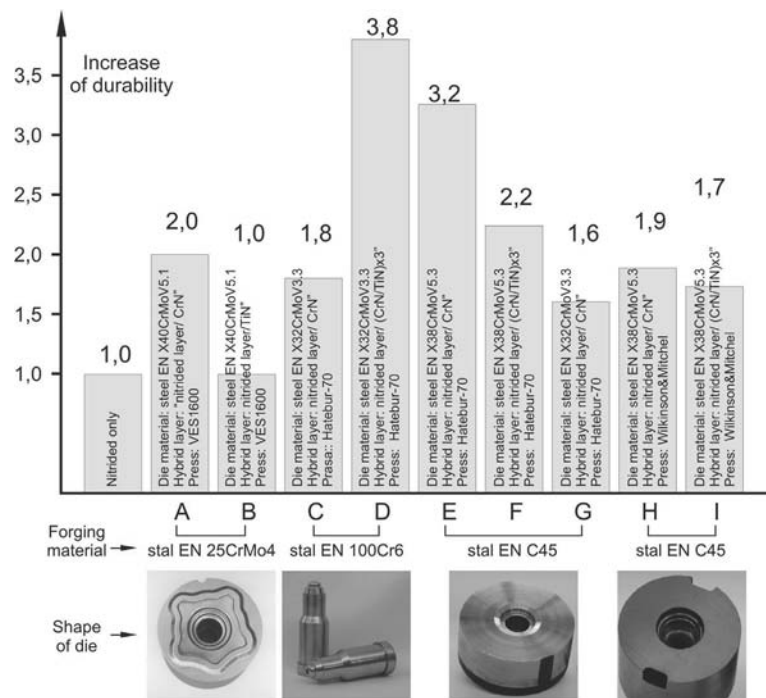 Increase
of durability
3,5
3,0
2,5
2,0
1,5
1,0
1,0
2,0
1,0
1,8
3,8
3,2
2,2
1,6
1,9
1,7
Nitrided only
Die material: steel EN X40CrMoV5.1
Hybrid layer: "nitrided layer/ CrN"
Press: VES1600
Die material: steel EN X40CrMoV5.1
Hybrid layer: nitrided layer/TiN"
Press: VES1600
Die material: steel EN X32CrMoV3.3
Hybrid layer: nitrided layer/ CrN"
Prasa:: Hatebur-70
Die material: steel EN X32CrMoV3.3
Hybrid layer: nitrided layer/ (CrN/TiN)x3"
Press: Hatebur-70
Die material: steel EN X38CrMoV5.3
Hybrid layer: nitrided layer/ CrN"
Press: Hatebur-70
Die material: steel EN X38CrMoV5.3
Hybrid layer: nitrided layer/ (CrN/TiN)x3"
Press: Hatebur-70
Die material: steel EN X32CrMoV3.3
Hybrid layer: nitrided layer/ CrN"
Press: Hatebur-70
Die material: steel EN X38CrMoV5.3
Hybrid layer: nitrided layer/ CrN"
Press: Wilkinson&Mitchel
Die material: steel EN X38CrMoV5.3
Hybrid layer: nitrided layer/ (CrN/TiN)x3"
Press: Wilkinson&Mitchel
A B C D E F G H I
Forging
material
stal EN 25CrMo4 stal EN 100Cr6 stal EN C45 stal EN C45
Shape
of die